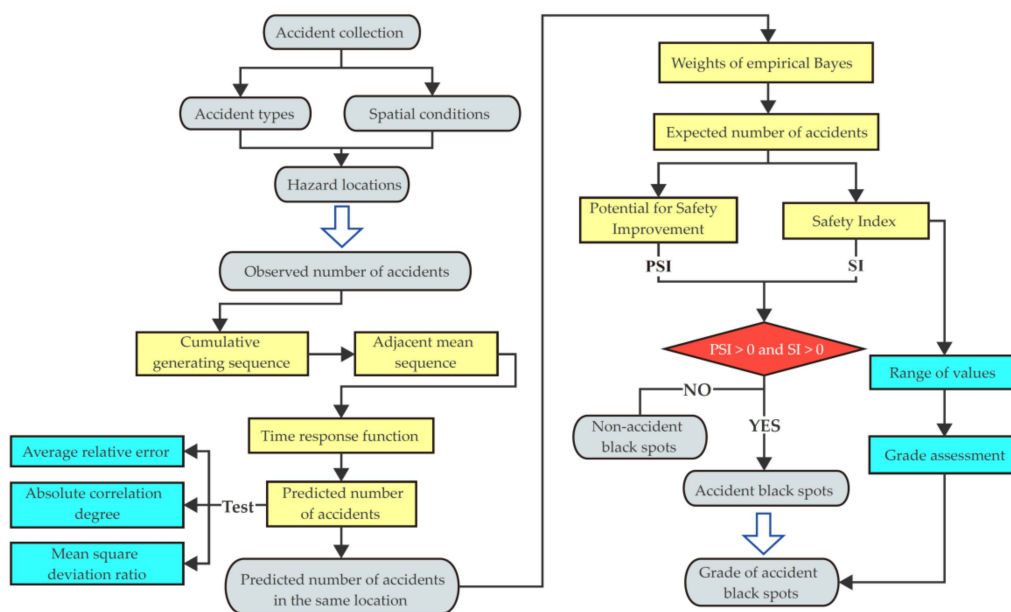 Accident collection
Accident types
Spatial conditions
Hazard locations
Observed number of accidents
Cumulative
generating sequence
Adjacent mean
sequence
Time response function
Predicted number
of accidents
Test
Average relative error
Absolute correlation
degree
Mean square
deviation ratio
Predicted number of accidents
in the same location
Weights of empirical Bayes
Expected number of accidents
Potential for Safety
Improvement
Safety Index
PSI
SI
PSI > 0 and SI > 0
NO
YES
Non-accident
black spots
Accident black spots
Range of values
Grade assessment
Grade of accident
black spots